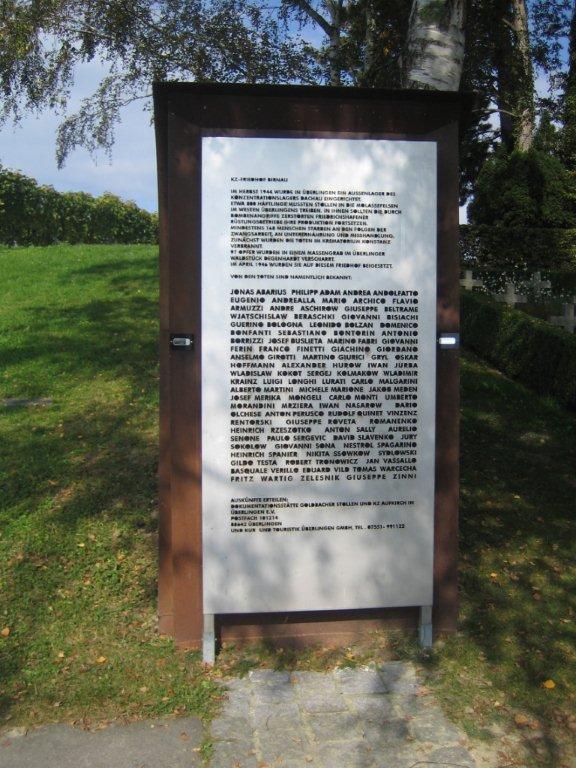 KZ-FRIEDHOF BIRNAU
IM HERBST 1944 WURDE IN ÜBERLINGEN EIN AUSSENLAGER DES
KONZENTRATIONSLAGERS DACHAU EINGERICHTET.
ETWA 800 HÄFTLINGE MUSSTEN STOLLEN IN DIE MOLASSEFELSEN
IM WESTEN ÜBERLINGENS TREIBEN. IN IHNEN SOLLTEN DIE DURCH
BOMBENANGRIFFE ZERSTÖRTEN FRIEDRICHSHAFENER
RÜSTUNGSBETRIEBE IHRE PRODUKTION FORTSETZEN.
MINDESTENS 168 MENSCHEN STARBEN AN DEN FOLGEN DER
ZWANGSARBEIT, AN UNTERERNÄHRUNG UND MISSHANDLUNG.
ZUNÄCHST WURDEN DIE TOTEN IM KREMATORIUM KONSTANZ
VERBRANNT.
97 OPFER WURDEN IN EINEM MASSENGRAB IM ÜBERLINGER
WALDSTÜCK DEGENHARDT VERSCHARRT.
IM APRIL 1946 WURDEN SIE AUF DIESEM FRIEDHOF BEIGESETZT.
VON DEN TOTEN SIND NAMENTLICH BEKANNT:
JONAS ABARIUS PHILIPP ADAM ANDREA ANDOLFATTO
EUGENIO ANDREALLA MARIO ARCHICO FLAVIO
ARMUZZI ANDRE ASCHIROW GIUSEPPE BELTRAME
WJATSCHISLAW BERASCHKI GIOVANNI BISIACHI
GUERINO BOLOGNA LEONIDO BOLZAN DOMENICO
BONFANTI SEBASTIANO BONTORIN ANTONIO
BORRIZZI JOSEF BUSLIETA MARINO FABRI GIOVANNI
FERIN FRANCO FINETTI GIACHINO GIORDANO
ANSELMO GIROTTI MARTINO GIURICI GRYL OSKAR
HOFFMANN ALEXANDER HUROW IWAN JURBA
WLADISLAW KOKOT SERGEJ KOLMAKOW WLADIMIR
KRAINZ LUIGI LONGHI LURATI CARLO MALGARINI
ALBERTO MARTINI MICHELE MARIONE JAKOB MEDEN
JOSEF MERIKA MONGELI CARLO MONTI UMBERTO
MORANDINI MRZIERA IWAN NASAROW DARIO
OLCHESE ANTON PERUSCO RUDOLF QUINET VINZENZ
RENTORSKI GIUSEPPE ROVETA ROMANENKO
HEINRICH RZESZOTKO ANTON SALLY AURELIO
SENONE PAULO SERGEVIC DAVID SLAVENKO JURY
SOKOLOW GIOVANNI SONA NESTROL SPAGARINO
HEINRICH SPANIER NIKITA SSOWKOW SYDLOWSKI
GILDO TESTA ROBERT TRONOWICZ JAN VASSALLO
BASQUALE VERILLO EDUARD VILD TOMAS WARCECHA
FRITZ WARTIG ZELESNIK GIUSEPPE ZINNI
AUSKÜNFTE ERTEILEN:
DOKUMENTATIONSSTÄTTE GOLDBACHER STOLLEN UND KZ AUFKIRCH IN
ÜBERLINGEN E.V.
POSTFACH 101214
88642 ÜBERLINGEN
UND KUR UND TOURISTIK ÜBERLINGEN GMBH, TEL. 07551-991122